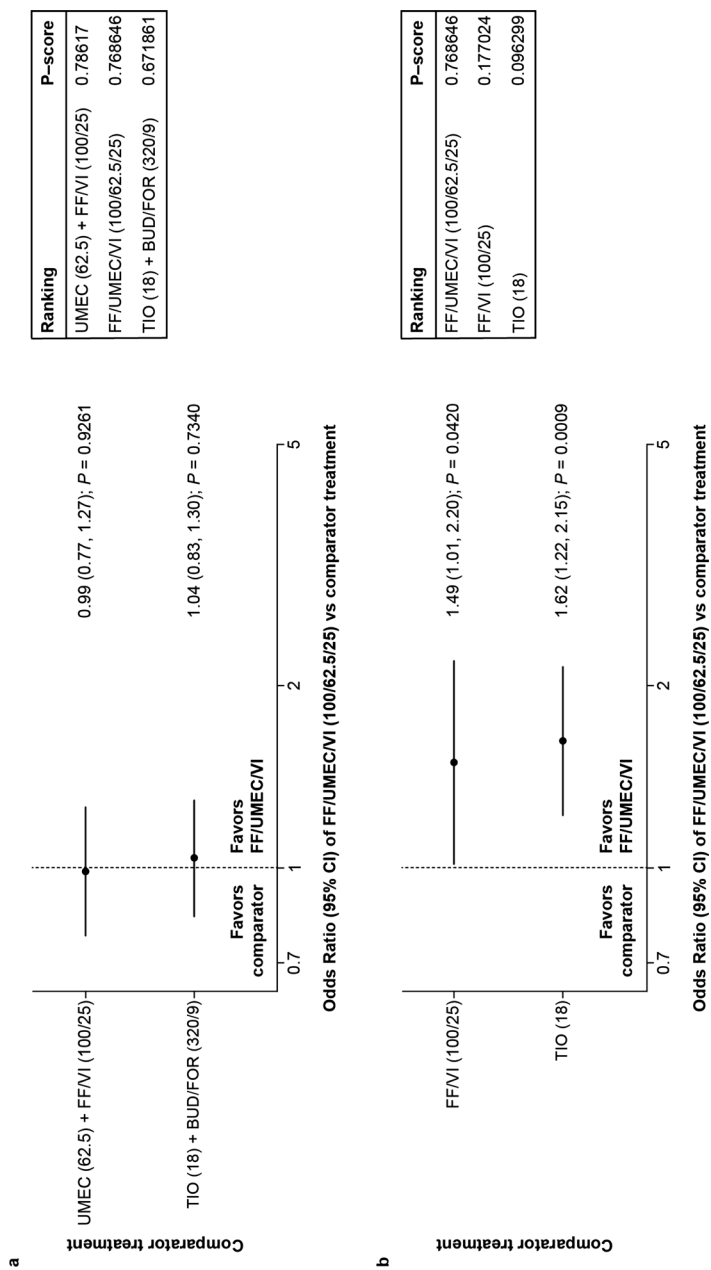 a
Comparator treatment
UMEC (62.5) + FF/VI (100/25)
0.99 (0.77, 1.27); P = 0.9261
TIO (18) + BUD/FOR (320/9)
1.04 (0.83, 1.30); P = 0.7340
Favors
comparator
Favors
FF/UMEC/VI
0.7 1 2 5
Odds Ratio (95% CI) of FF/UMEC/VI (100/62.5/25) vs comparator treatment
Ranking P–score
UMEC (62.5) + FF/VI (100/25) 0.78617
FF/UMEC/VI (100/62.5/25) 0.768646
TIO (18) + BUD/FOR (320/9) 0.671861
b
Comparator treatment
FF/VI (100/25)
1.49 (1.01, 2.20); P = 0.0420
TIO (18)
1.62 (1.22, 2.15); P = 0.0009
Favors
comparator
Favors
FF/UMEC/VI
0.7 1 2 5
Odds Ratio (95% CI) of FF/UMEC/VI (100/62.5/25) vs comparator treatment
Ranking P–score
FF/UMEC/VI (100/62.5/25) 0.768646
FF/VI (100/25) 0.177024
TIO (18) 0.096299